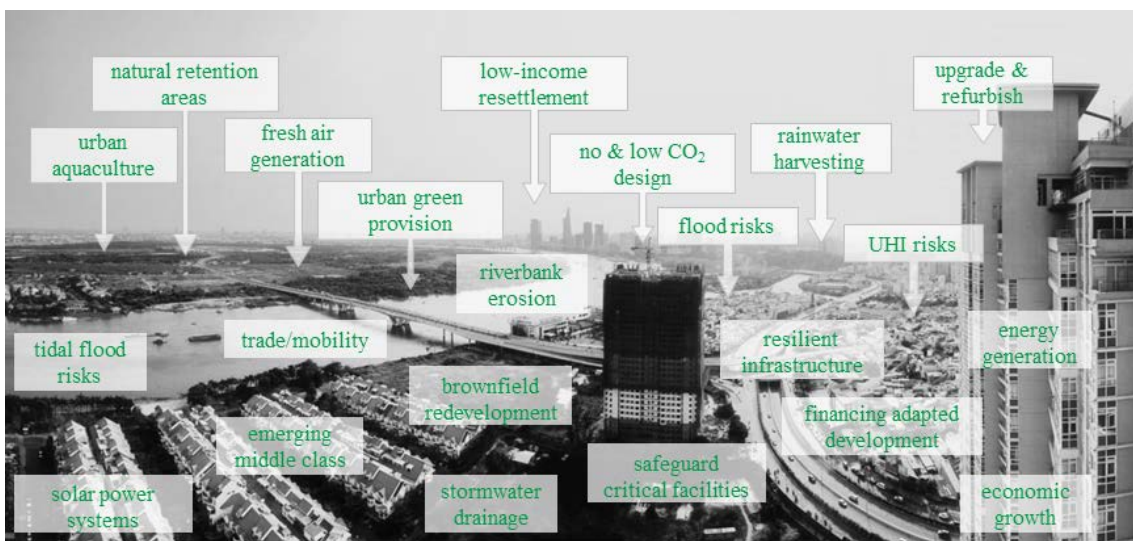 natural retention
areas
low-income
resettlement
upgrade &
refurbish
urban
aquaculture
fresh air
generation
no & low CO₂
design
rainwater
harvesting
urban green
provision
flood risks
UHI risks
riverbank
erosion
tidal flood
risks
trade/mobility
resilient
infrastructure
energy
generation
brownfield
redevelopment
financing adapted
development
emerging
middle class
safeguard
critical facilities
solar power
systems
stormwater
drainage
economic
growth